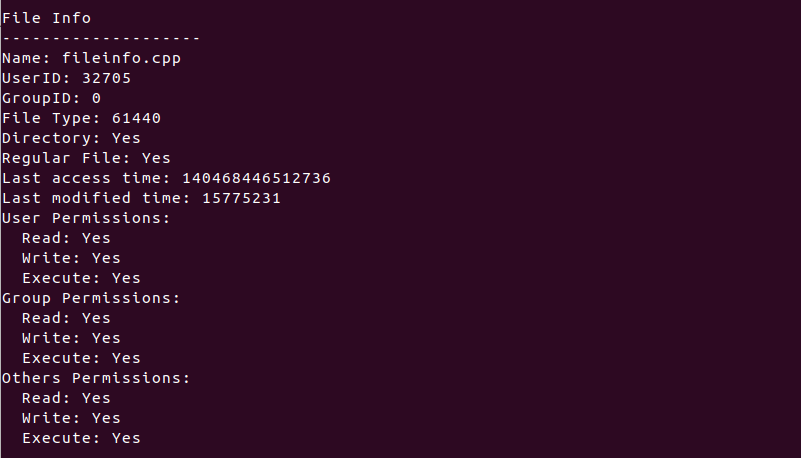 File Info
--------------------
Name: fileinfo.cpp
UserID: 32705
GroupID: 0
File Type: 61440
Directory: Yes
Regular File: Yes
Last access time: 140468446512736
Last modified time: 15775231
User Permissions:
  Read: Yes
  Write: Yes
  Execute: Yes
Group Permissions:
  Read: Yes
  Write: Yes
  Execute: Yes
Others Permissions:
  Read: Yes
  Write: Yes
  Execute: Yes